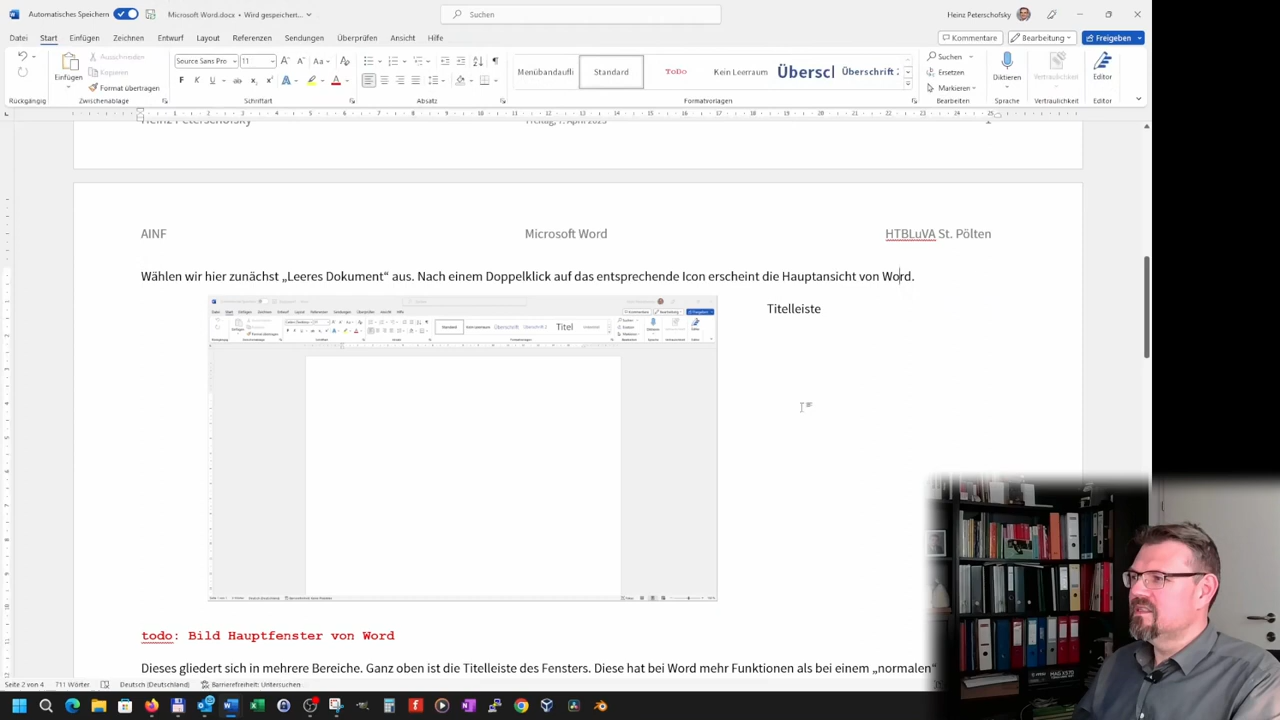 Automatisches Speichern
Microsoft Word.docx • Wird gespeichert...
Suchen
Heinz Peterschofsky
Datei
Start
Einfügen
Zeichnen
Entwurf
Layout
Referenzen
Sendungen
Überprüfen
Ansicht
Hilfe
Kommentare
Bearbeitung
Freigeben
Einfügen
Ausschneiden
Kopieren
Format übertragen
Source Sans Pro
11
Menübandaufli
Standard
ToDo
Kein Leerraum
Übersch
Überschrift
Suchen
Ersetzen
Markieren
Diktieren
Vertraulichkeit
Editor
Rückgängig
Zwischenablage
Schriftart
Absatz
Formatvorlagen
Bearbeiten
Sprache
Vertraulichkeit
Editor
AINF
Microsoft Word
HTBLuVA St. Pölten
Wählen wir hier zunächst „Leeres Dokument“ aus. Nach einem Doppelklick auf das entsprechende Icon erscheint die Hauptansicht von Word.
Titelleiste
Titel
todo: Bild Hauptfenster von Word
Dieses gliedert sich in mehrere Bereiche. Ganz oben ist die Titelleiste des Fensters. Diese hat bei Word mehr Funktionen als bei einem „normalen“
Seite 2 von 4
711 Wörter
Deutsch (Deutschland)
Barrierefreiheit: Untersuchen